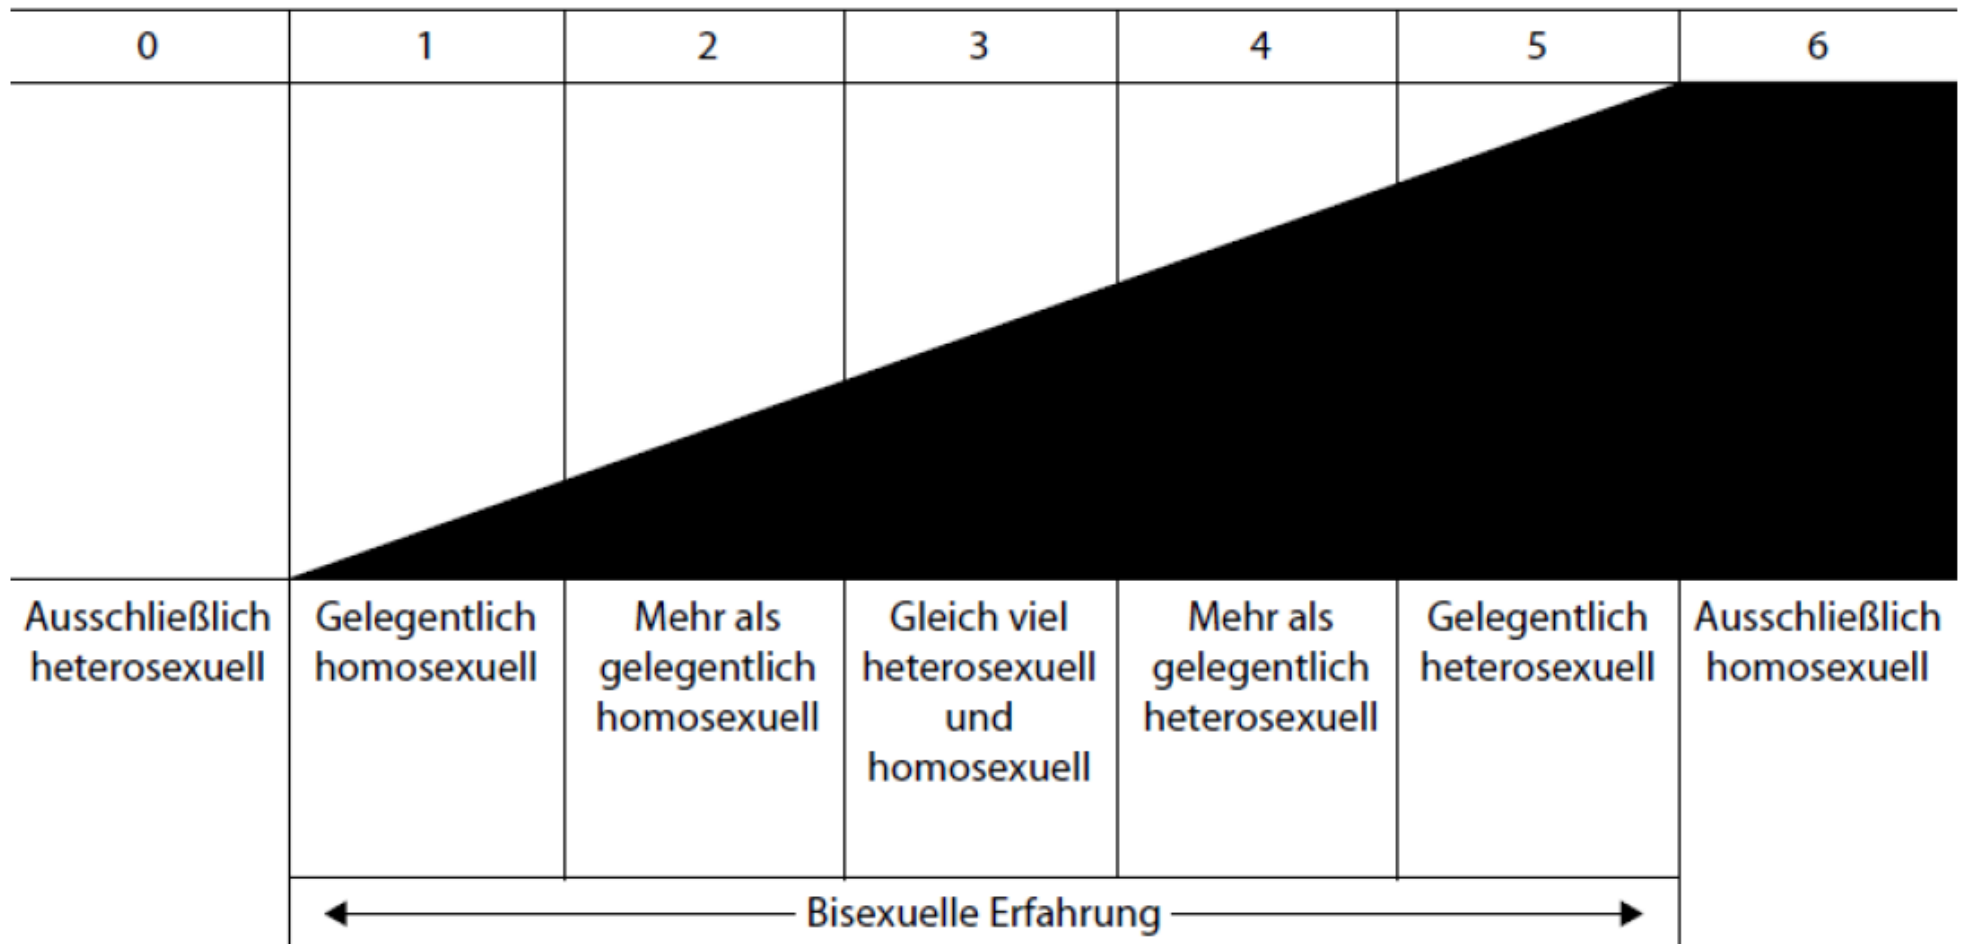 0 1 2 3 4 5 6
Ausschließlich
heterosexuell
Gelegentlich
homosexuell
Mehr als
gelegentlich
homosexuell
Gleich viel
heterosexuell
und
homosexuell
Mehr als
gelegentlich
heterosexuell
Gelegentlich
heterosexuell
Ausschließlich
homosexuell
Bisexuelle Erfahrung